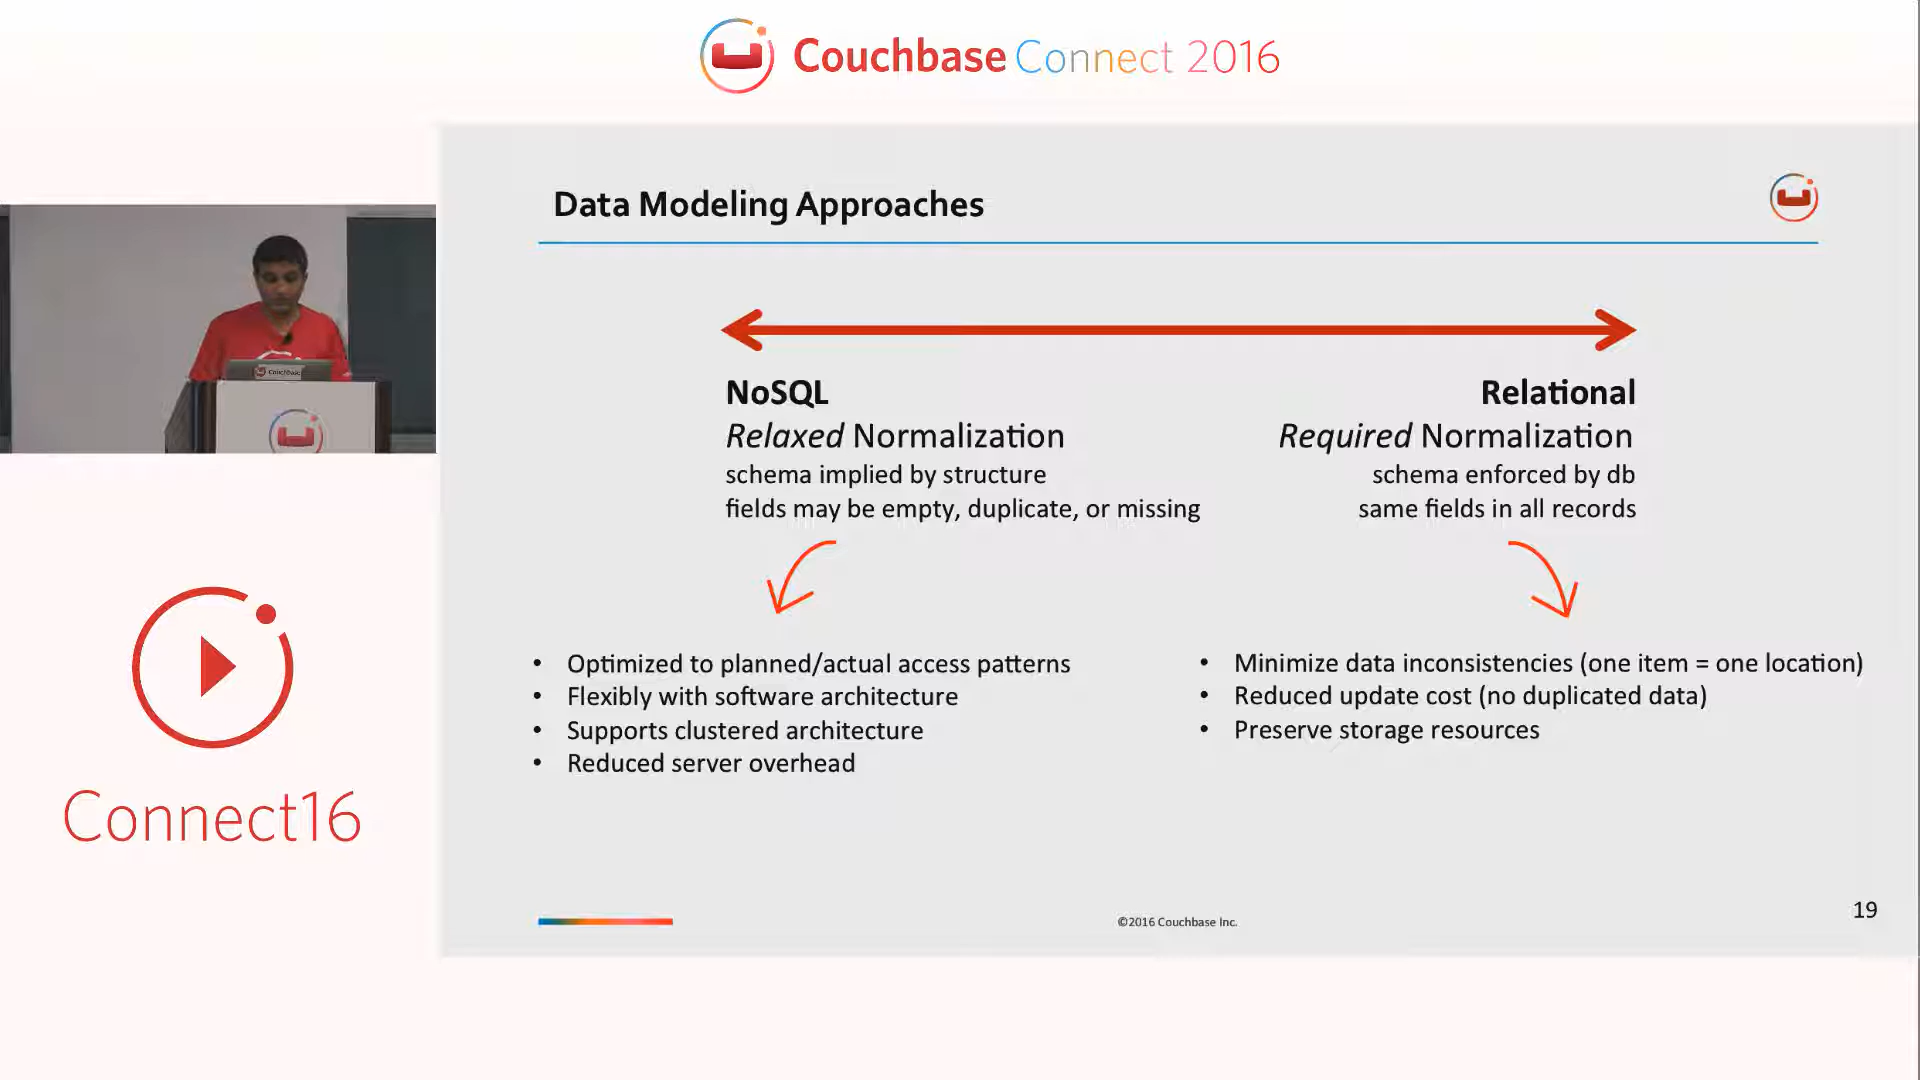 Couchbase Connect 2016
Data Modeling Approaches
NoSQL
Relaxed Normalization
schema implied by structure
fields may be empty, duplicate, or missing
Relational
Required Normalization
schema enforced by db
same fields in all records
• Optimized to planned/actual access patterns
• Flexibly with software architecture
• Supports clustered architecture
• Reduced server overhead
• Minimize data inconsistencies (one item = one location)
• Reduced update cost (no duplicated data)
• Preserve storage resources
Couchbase
Connect16
©2016 Couchbase Inc.
19